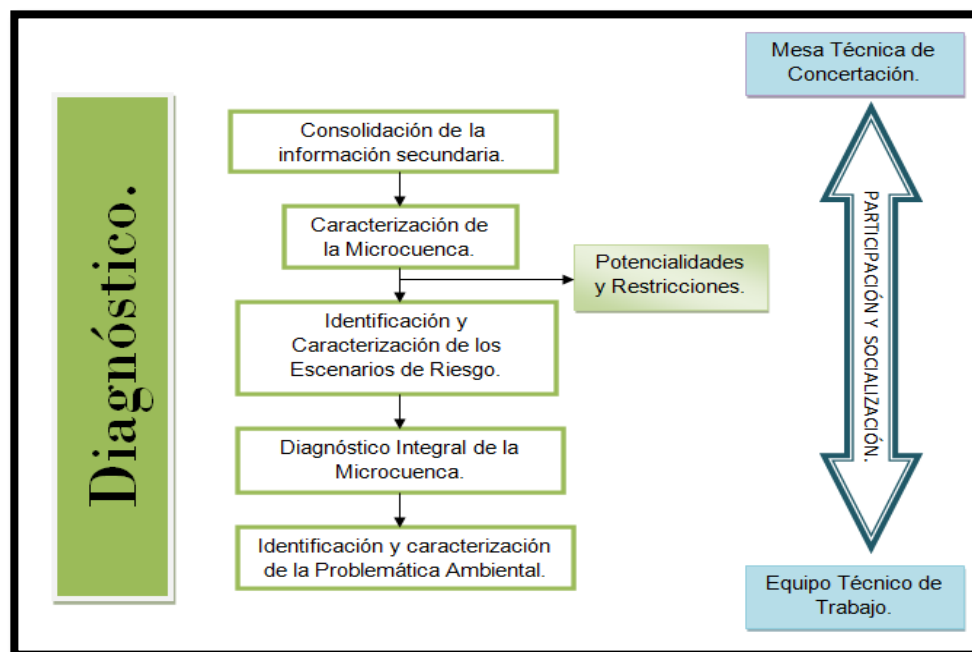 Diagnóstico.
Consolidación de la
información secundaria.
Caracterización de
la Microcuenca.
Potencialidades
y Restricciones.
Identificación y
Caracterización de los
Escenarios de Riesgo.
Diagnóstico Integral de la
Microcuenca.
Identificación y caracterización
de la Problemática Ambiental.
Mesa Técnica de
Concertación.
PARTICIPACIÓN Y SOCIALIZACIÓN.
Equipo Técnico de
Trabajo.